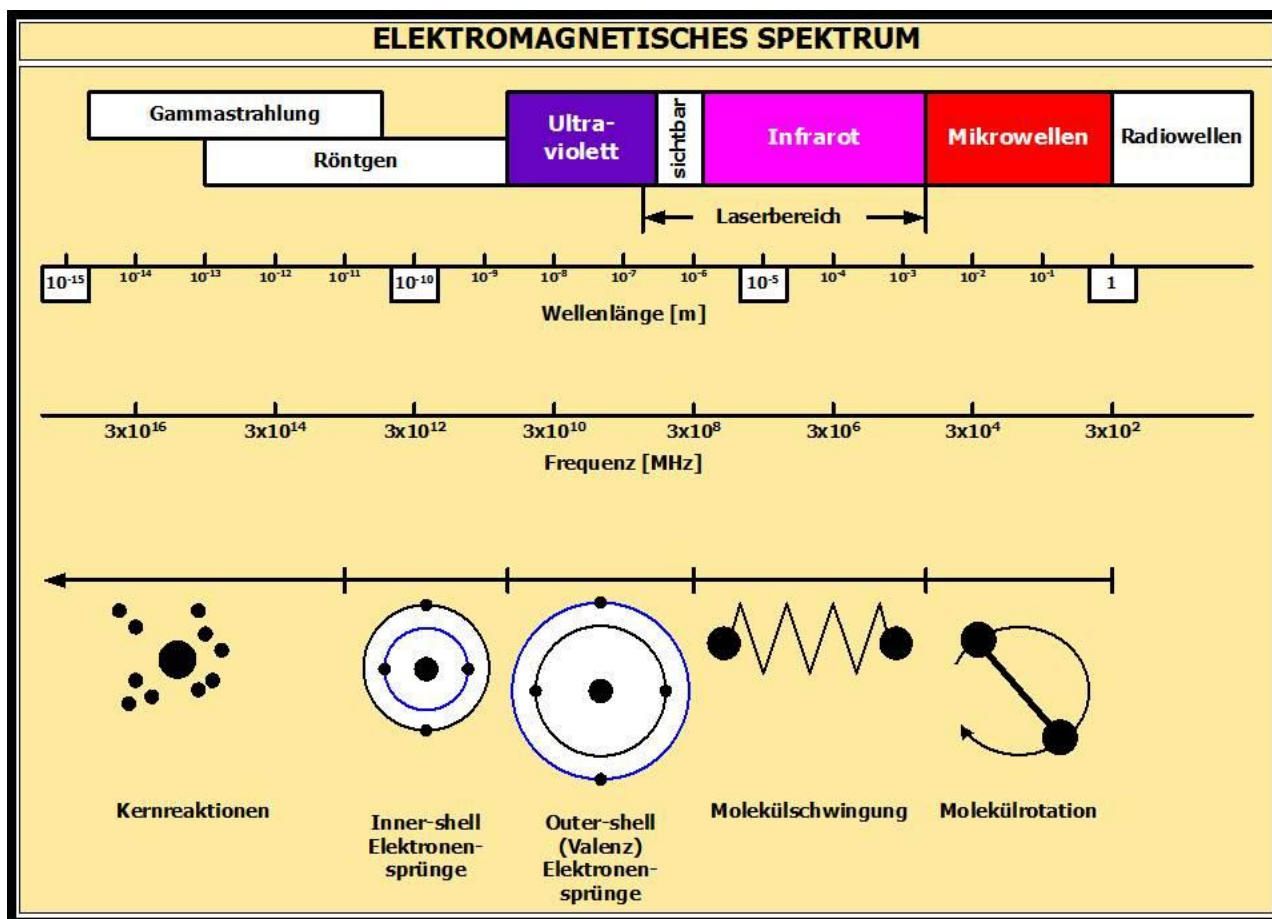 ELEKTROMAGNETISCHES SPEKTRUM
Gammastrahlung
Röntgen
Ultra-
violett
sichtbar
Infrarot
Mikrowellen
Radiowellen
Laserbereich
10⁻¹⁵ 10⁻¹⁴ 10⁻¹³ 10⁻¹² 10⁻¹¹ 10⁻¹⁰ 10⁻⁹ 10⁻⁸ 10⁻⁷ 10⁻⁶ 10⁻⁵ 10⁻⁴ 10⁻³ 10⁻² 10⁻¹ 1
Wellenlänge [m]
3x10¹⁶ 3x10¹⁴ 3x10¹² 3x10¹⁰ 3x10⁸ 3x10⁶ 3x10⁴ 3x10²
Frequenz [MHz]
Kernreaktionen
Inner-shell
Elektronen-
sprünge
Outer-shell
(Valenz)
Elektronen-
sprünge
Molekülschwingung
Molekülrotation